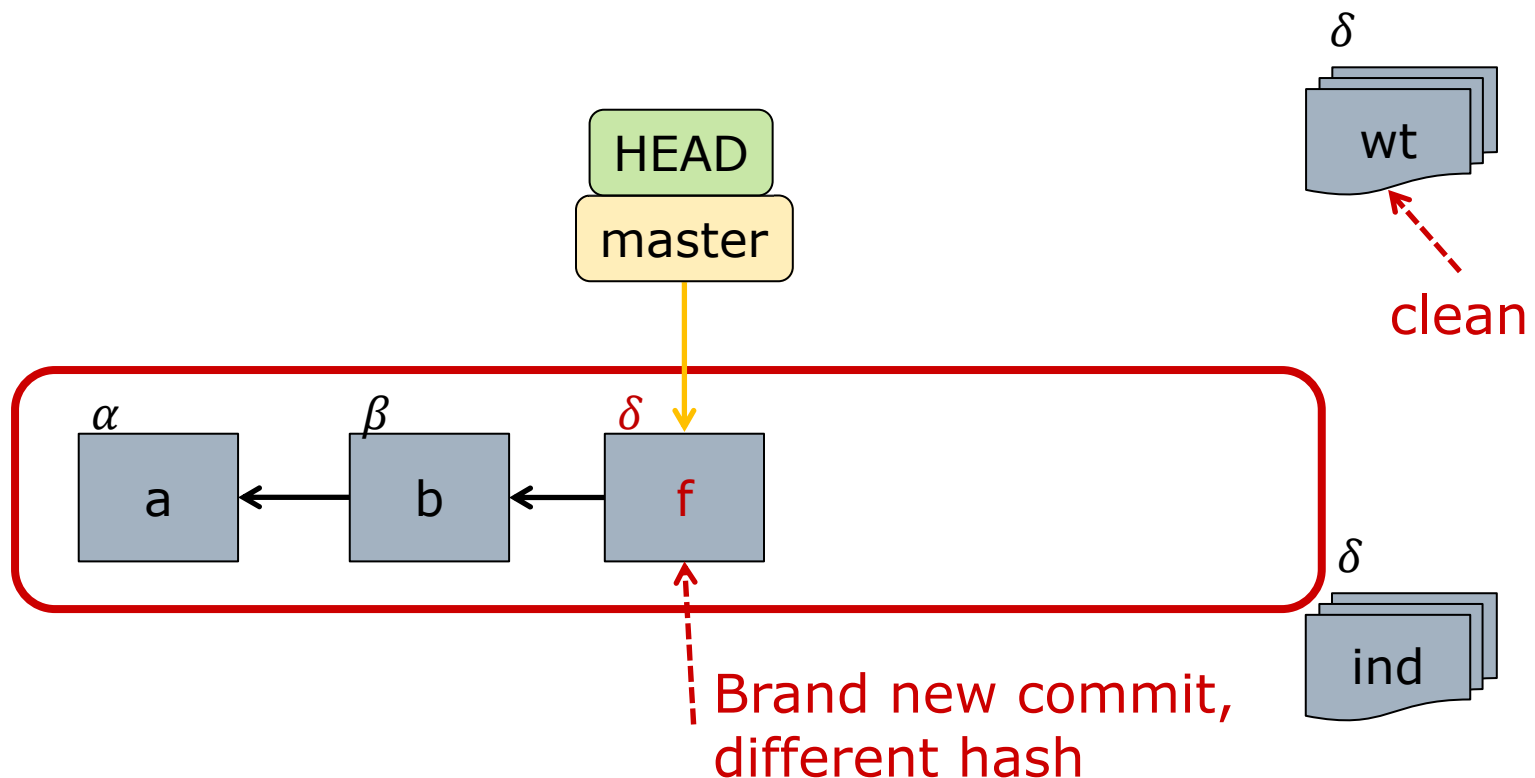 δ
wt
HEAD
master
clean
α
β
δ
a
b
f
δ
ind
Brand new commit,
different hash